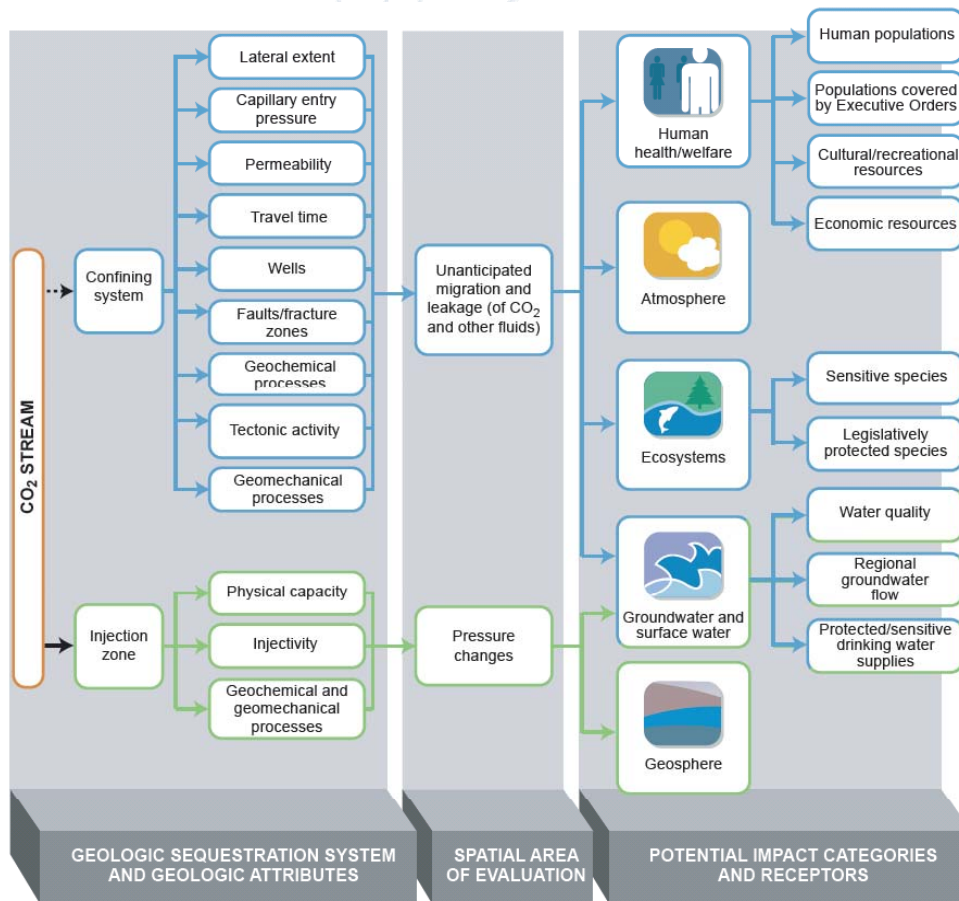 Lateral extent
Capillary entry
pressure
Permeability
Travel time
Wells
Faults/fracture
zones
Geochemical
processes
Tectonic activity
Geomechanical
processes
Confining
system
CO₂ STREAM
Injection
zone
Physical capacity
Injectivity
Geochemical and
geomechanical
processes
Unanticipated
migration and
leakage (of CO₂
and other fluids)
Pressure
changes
Human
health/welfare
Human populations
Populations covered
by Executive Orders
Cultural/recreational
resources
Economic resources
Atmosphere
Ecosystems
Sensitive species
Legislatively
protected species
Groundwater and
surface water
Water quality
Regional
groundwater
flow
Protected/sensitive
drinking water
supplies
Geosphere
GEOLOGIC SEQUESTRATION SYSTEM
AND GEOLOGIC ATTRIBUTES
SPATIAL AREA
OF EVALUATION
POTENTIAL IMPACT CATEGORIES
AND RECEPTORS